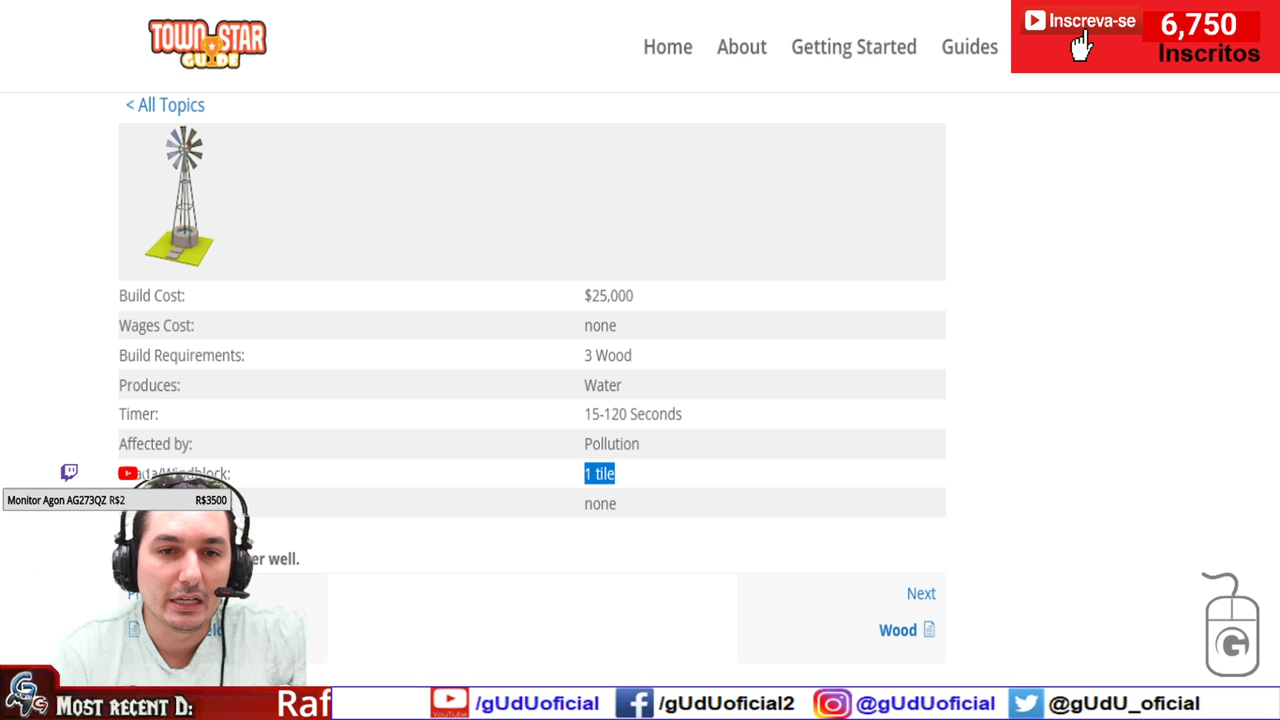 TOWN STAR
GUIDE
Home About Getting Started Guides
Inscreva-se 6,750
Inscritos
< All Topics
Build Cost: $25,000
Wages Cost: none
Build Requirements: 3 Wood
Produces: Water
Timer: 15-120 Seconds
Affected by: Pollution
/Windblock: 1 tile
Monitor Agon AG273QZ R$2 R$3500
none
er well.
Next
Wood
MOST RECENT D: Raf
YouTube /gUdUoficial /gUdUoficial2 @gUdUoficial @gUdU_oficial